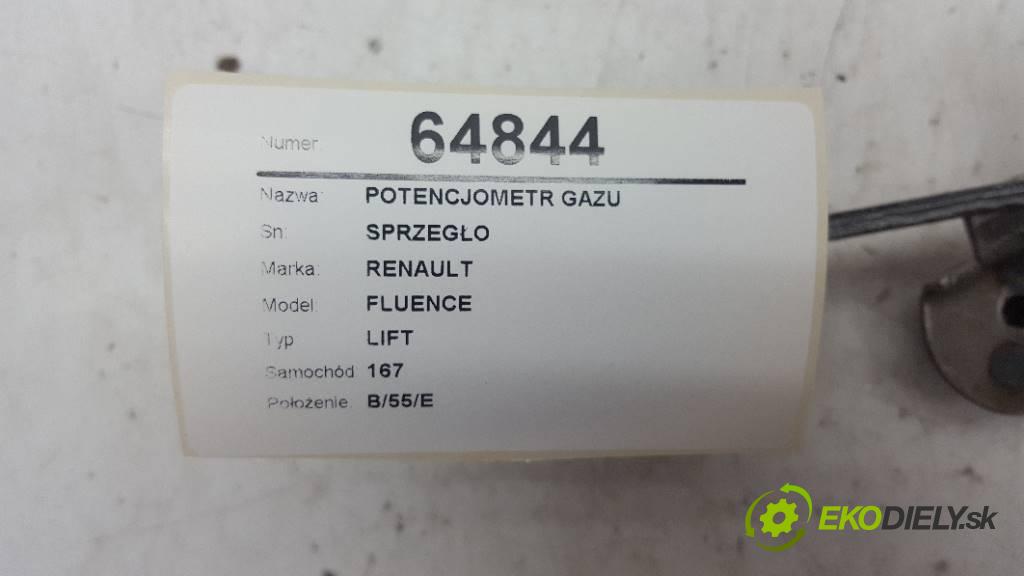 Numer: 64844
Nazwa: POTENCJOMETR GAZU
Sn: SPRZEGŁO
Marka: RENAULT
Model: FLUENCE
Typ LIFT
Samochód 167
Położenie: B/55/E
EKODIELY.sk